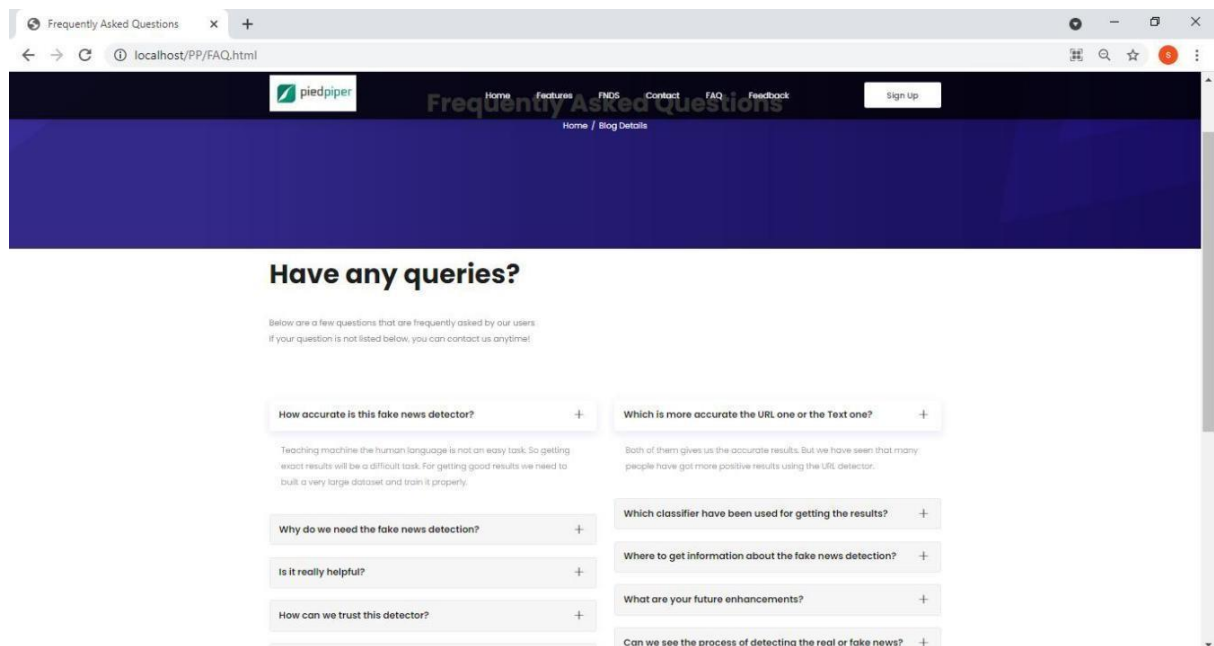 Frequently Asked Questions
localhost/PP/FAQ.html
S
piedpiper
Home Features FNDS Contact FAQ Feedback
Sign Up
Frequently Asked Questions
Home / Blog Details
Have any queries?
Below are a few questions that are frequently asked by our users
If your question is not listed below, you can contact us anytime!
How accurate is this fake news detector?
Teaching machine the human language is not an easy task. So getting
exact results will be a difficult task. For getting good results we need to
built a very large dataset and train it properly.
Why do we need the fake news detection?
Is it really helpful?
How can we trust this detector?
Which is more accurate the URL one or the Text one?
Both of them gives us the accurate results. But we have seen that many
people have got more positive results using the URL detector.
Which classifier have been used for getting the results?
Where to get information about the fake news detection?
What are your future enhancements?
Can we see the process of detecting the real or fake news?